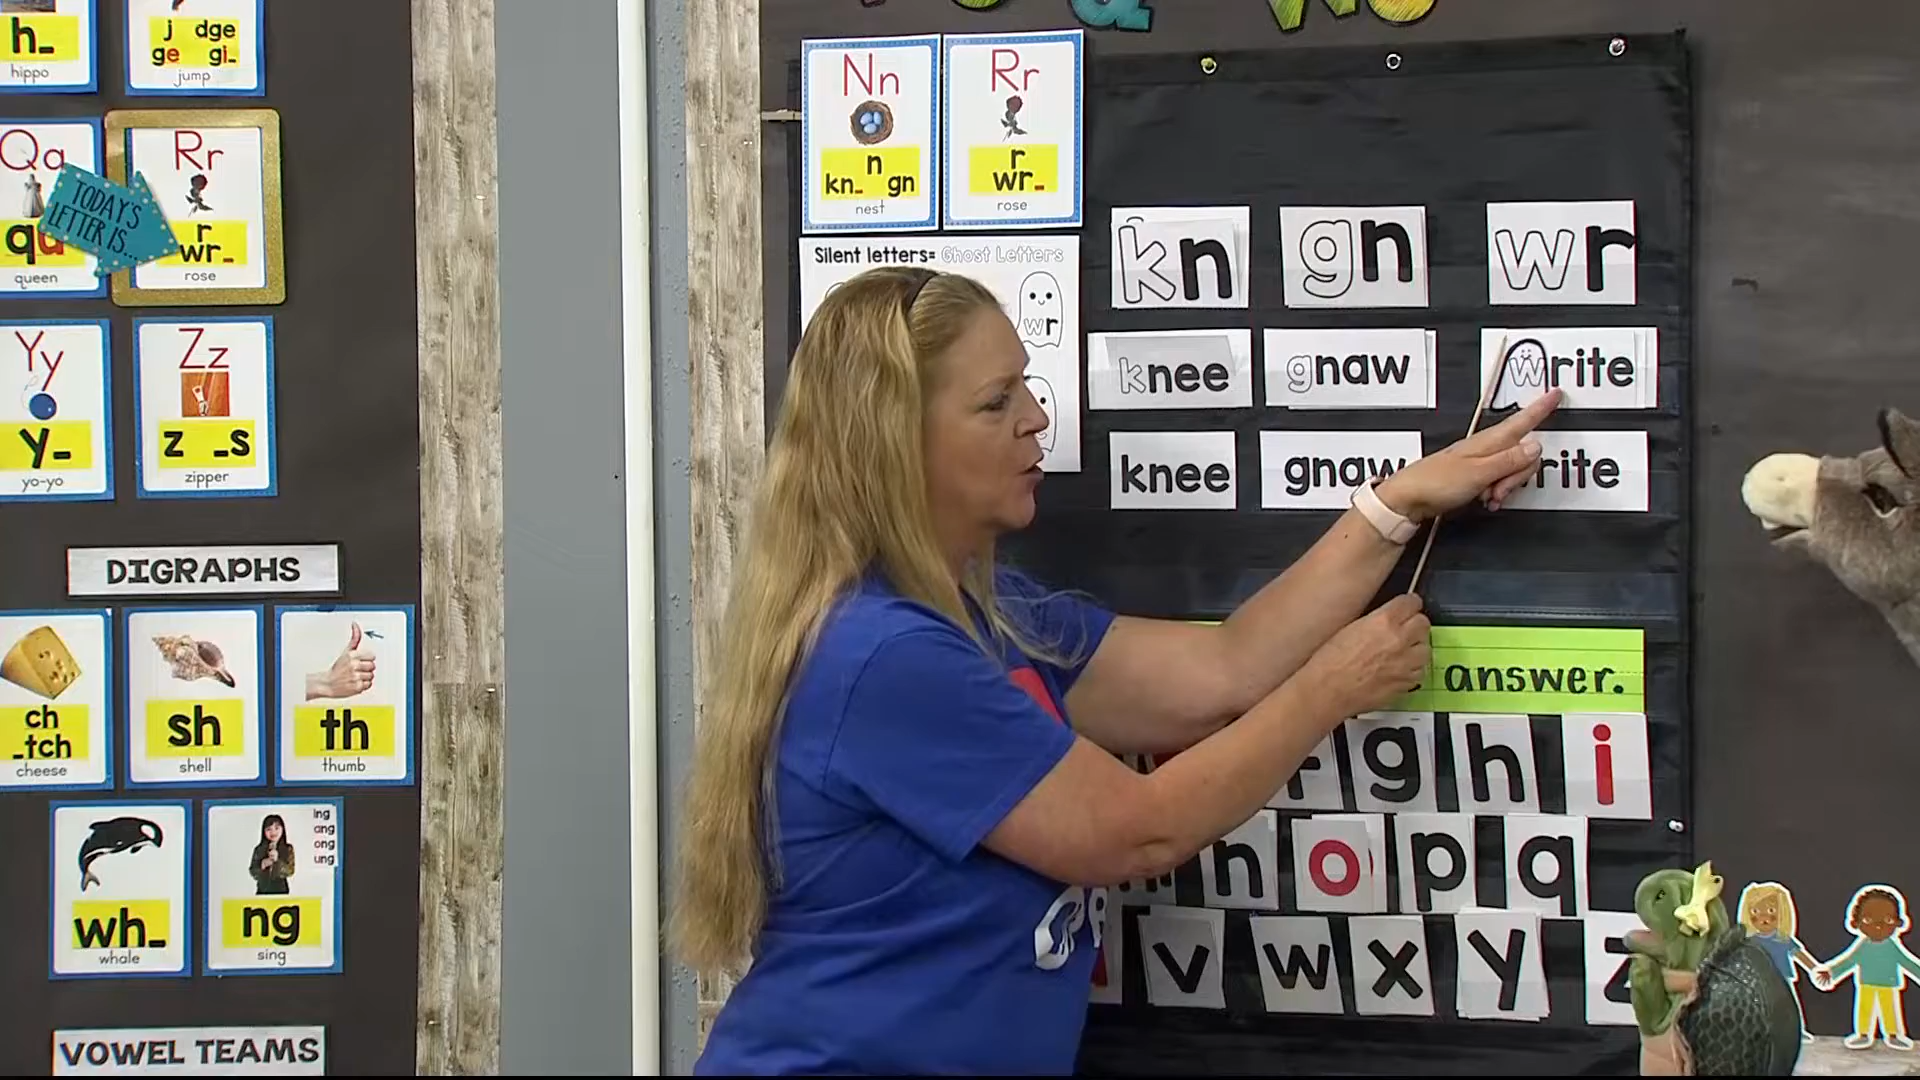 h_
hippo
j dge
ge gi_
jump
Qq
qu
queen
TODAY'S
LETTER IS...
Rr
r
wr_
rose
Yy
y_
yo-yo
Zz
z _s
zipper
DIGRAPHS
ch
_tch
cheese
sh
shell
th
thumb
wh_
whale
ing
ang
ong
ung
ng
sing
VOWEL TEAMS
&
Nn
n
kn_ gn
nest
Rr
r
wr_
rose
Silent letters= Ghost Letters
wr
kn gn wr
knee gnaw write
knee gnaw rite
answer.
g h i
n o p q
v w x y z